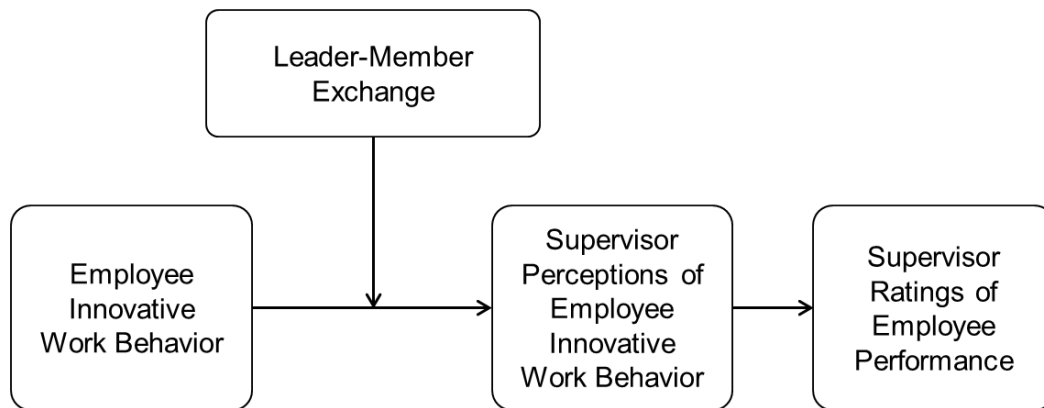 Leader-Member
Exchange
Employee
Innovative
Work Behavior
Supervisor
Perceptions of
Employee
Innovative
Work Behavior
Supervisor
Ratings of
Employee
Performance